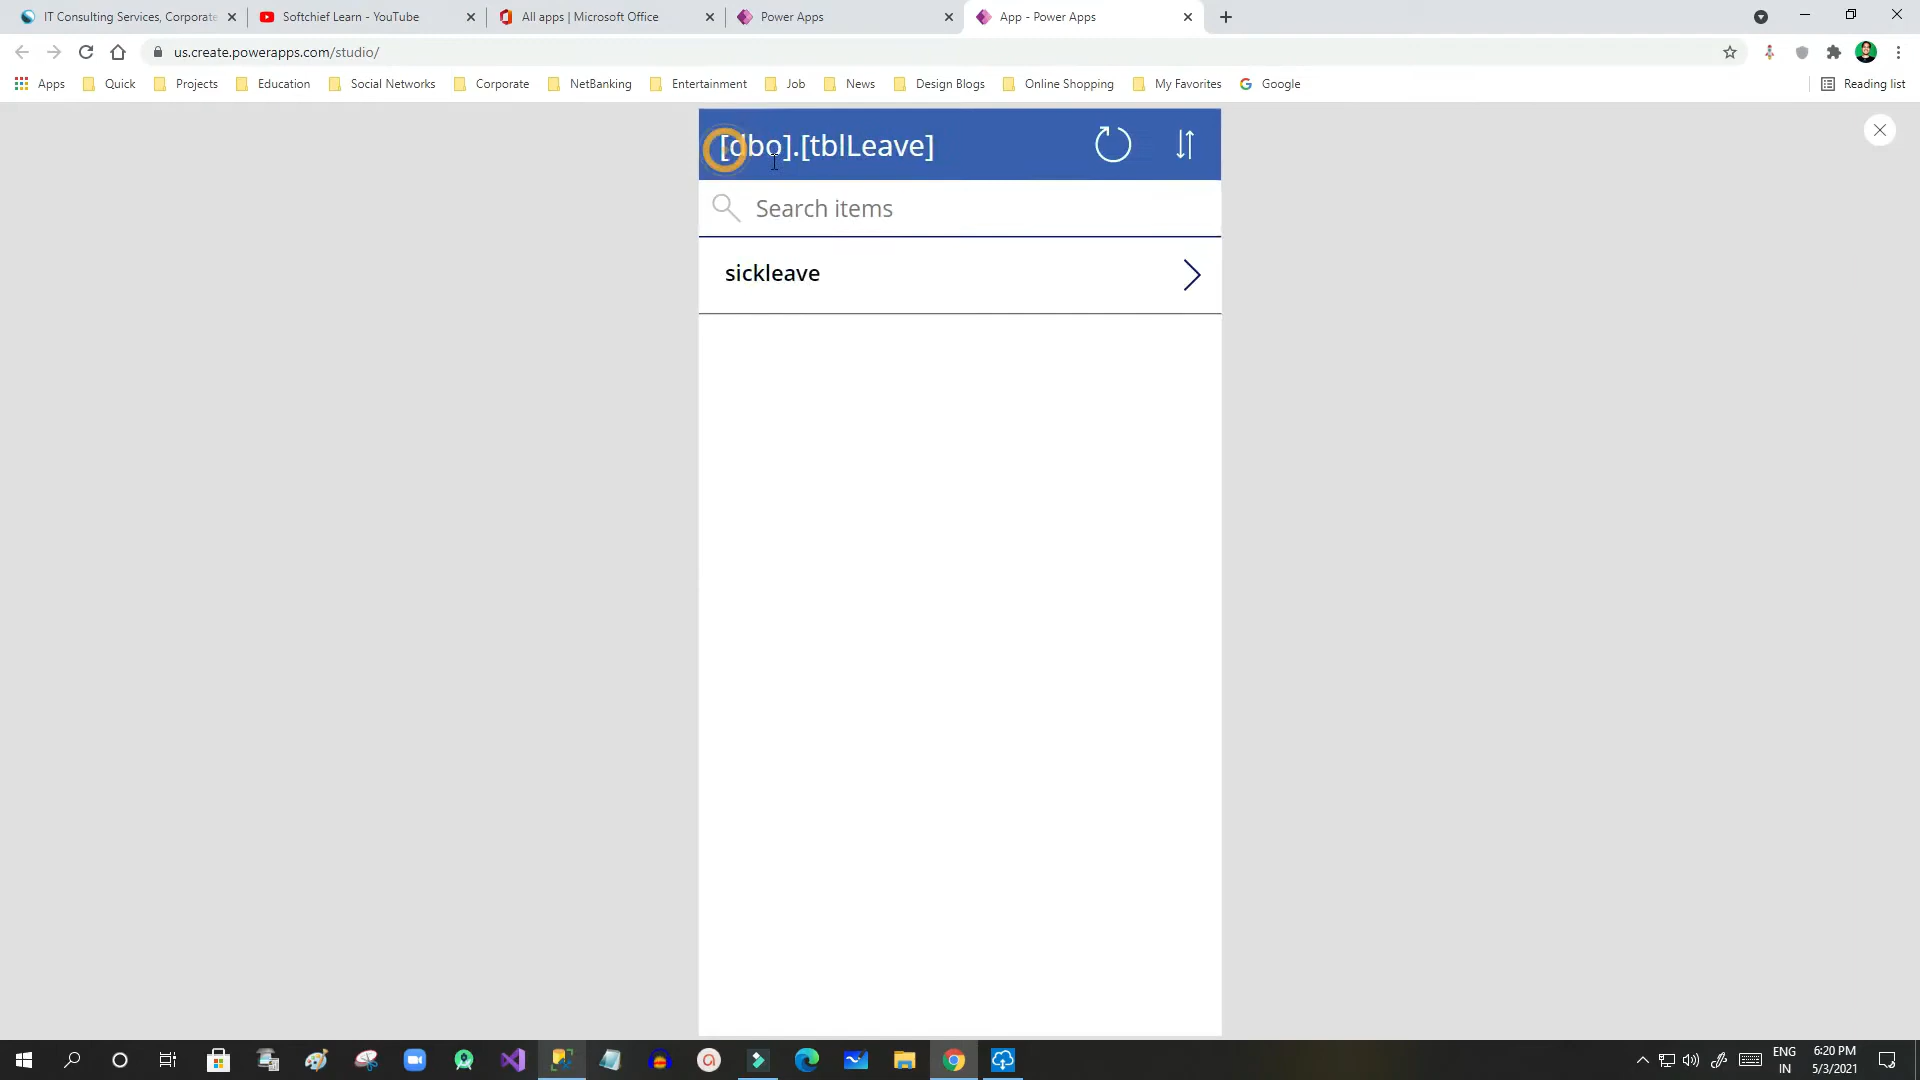 IT Consulting Services, Corporate
Softchief Learn - YouTube
All apps | Microsoft Office
Power Apps
App - Power Apps
us.create.powerapps.com/studio/
Apps
Quick
Projects
Education
Social Networks
Corporate
NetBanking
Entertainment
Job
News
Design Blogs
Online Shopping
My Favorites
Google
Reading list
[dbo].[tblLeave]
Search items
sickleave
ENG
IN
6:20 PM
5/3/2021